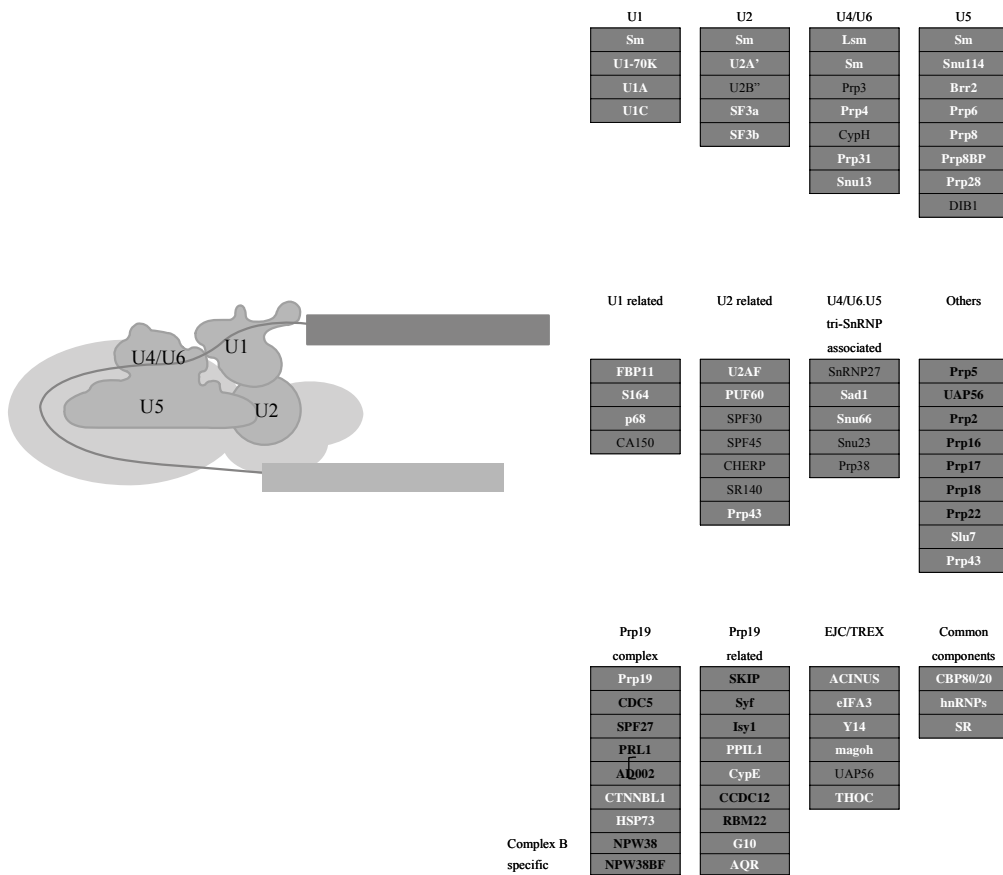 U1
Sm
U1-70K
U1A
U1C
U2
Sm
U2A’
U2B”
SF3a
SF3b
U4/U6
Lsm
Sm
Prp3
Prp4
CypH
Prp31
Snu13
U5
Sm
Snu114
Brr2
Prp6
Prp8
Prp8BP
Prp28
DIB1
U4/U6
U1
U5
U2
U1 related
FBP11
S164
p68
CA150
U2 related
U2AF
PUF60
SPF30
SPF45
CHERP
SR140
Prp43
U4/U6.U5
tri-SnRNP
associated
SnRNP27
Sad1
Snu66
Snu23
Prp38
Others
Prp5
UAP56
Prp2
Prp16
Prp17
Prp18
Prp22
Slu7
Prp43
Prp19
complex
Prp19
CDC5
SPF27
PRL1
AD002
CTNNBL1
HSP73
NPW38
NPW38BF
Complex B
specific
Prp19
related
SKIP
Syf
Isy1
PPIL1
CypE
CCDC12
RBM22
G10
AQR
EJC/TREX
ACINUS
eIFA3
Y14
magoh
UAP56
THOC
Common
components
CBP80/20
hnRNPs
SR